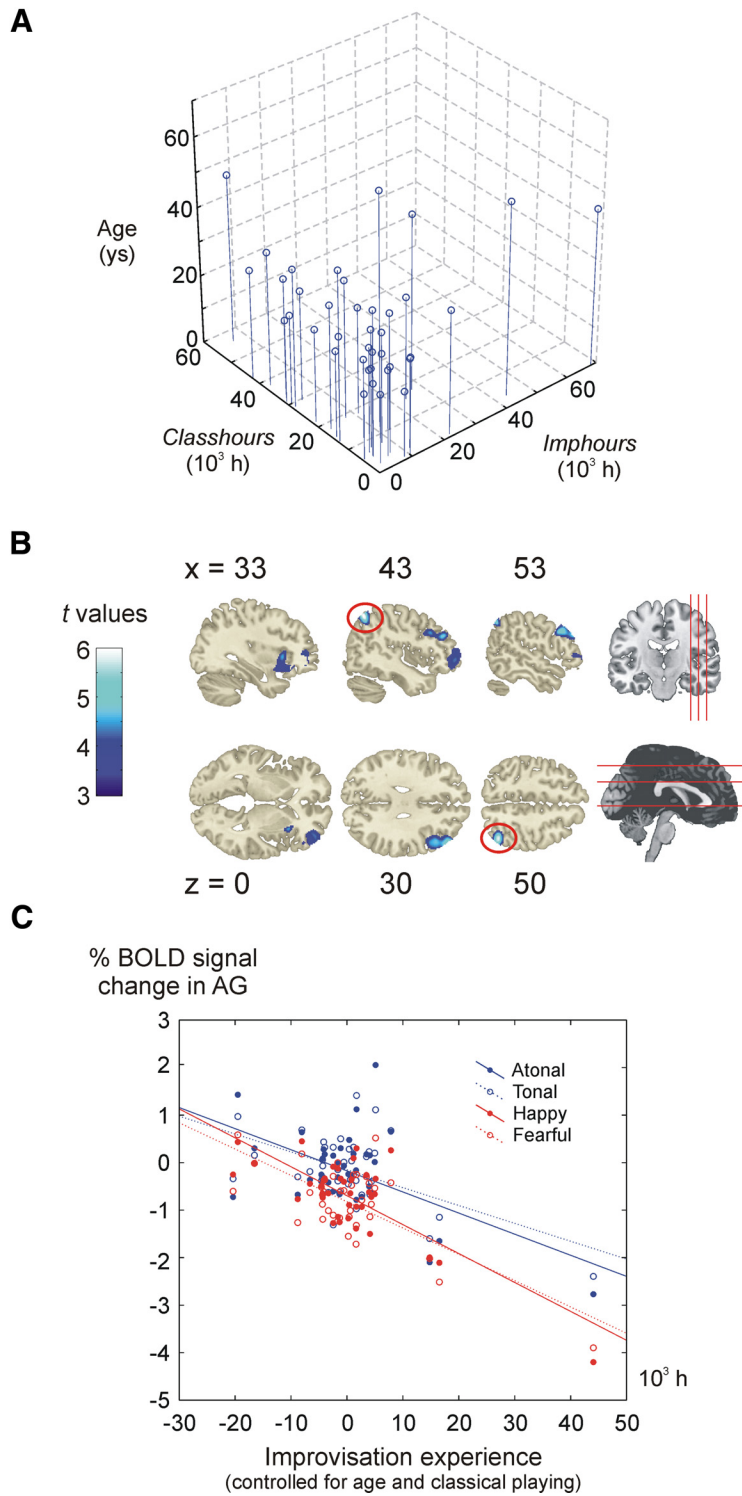 A
60
40
Age
(ys)
20
0
60
40
Classhours
(10³ h)
20
0
0
20
40
60
Imphours
(10³ h)
B
x = 33
43
53
t values
6
5
4
3
z = 0
30
50
C
% BOLD signal
change in AG
3
2
1
0
-1
-2
-3
-4
-5
Atonal
Tonal
Happy
Fearful
10³ h
-30
-20
-10
0
10
20
30
40
50
Improvisation experience
(controlled for age and classical playing)